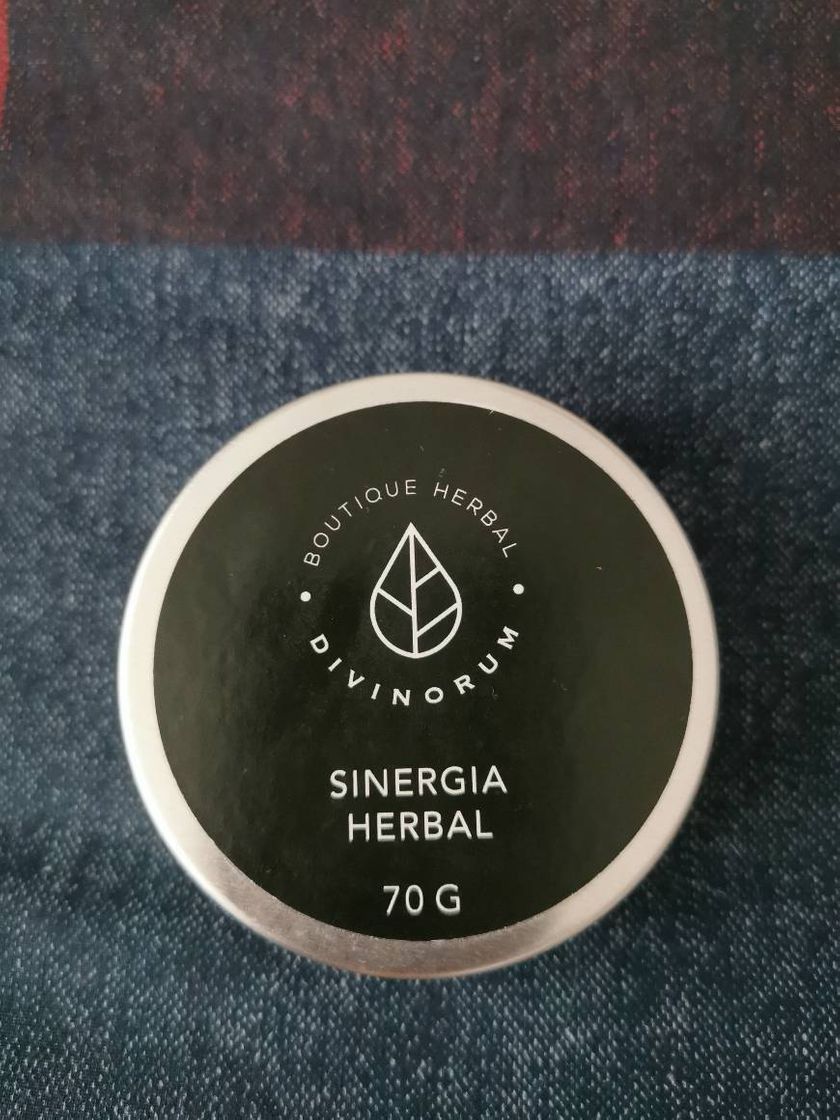 BOUTIQUE HERBAL
DIVINORUM
SINERGIA
HERBAL
70 G